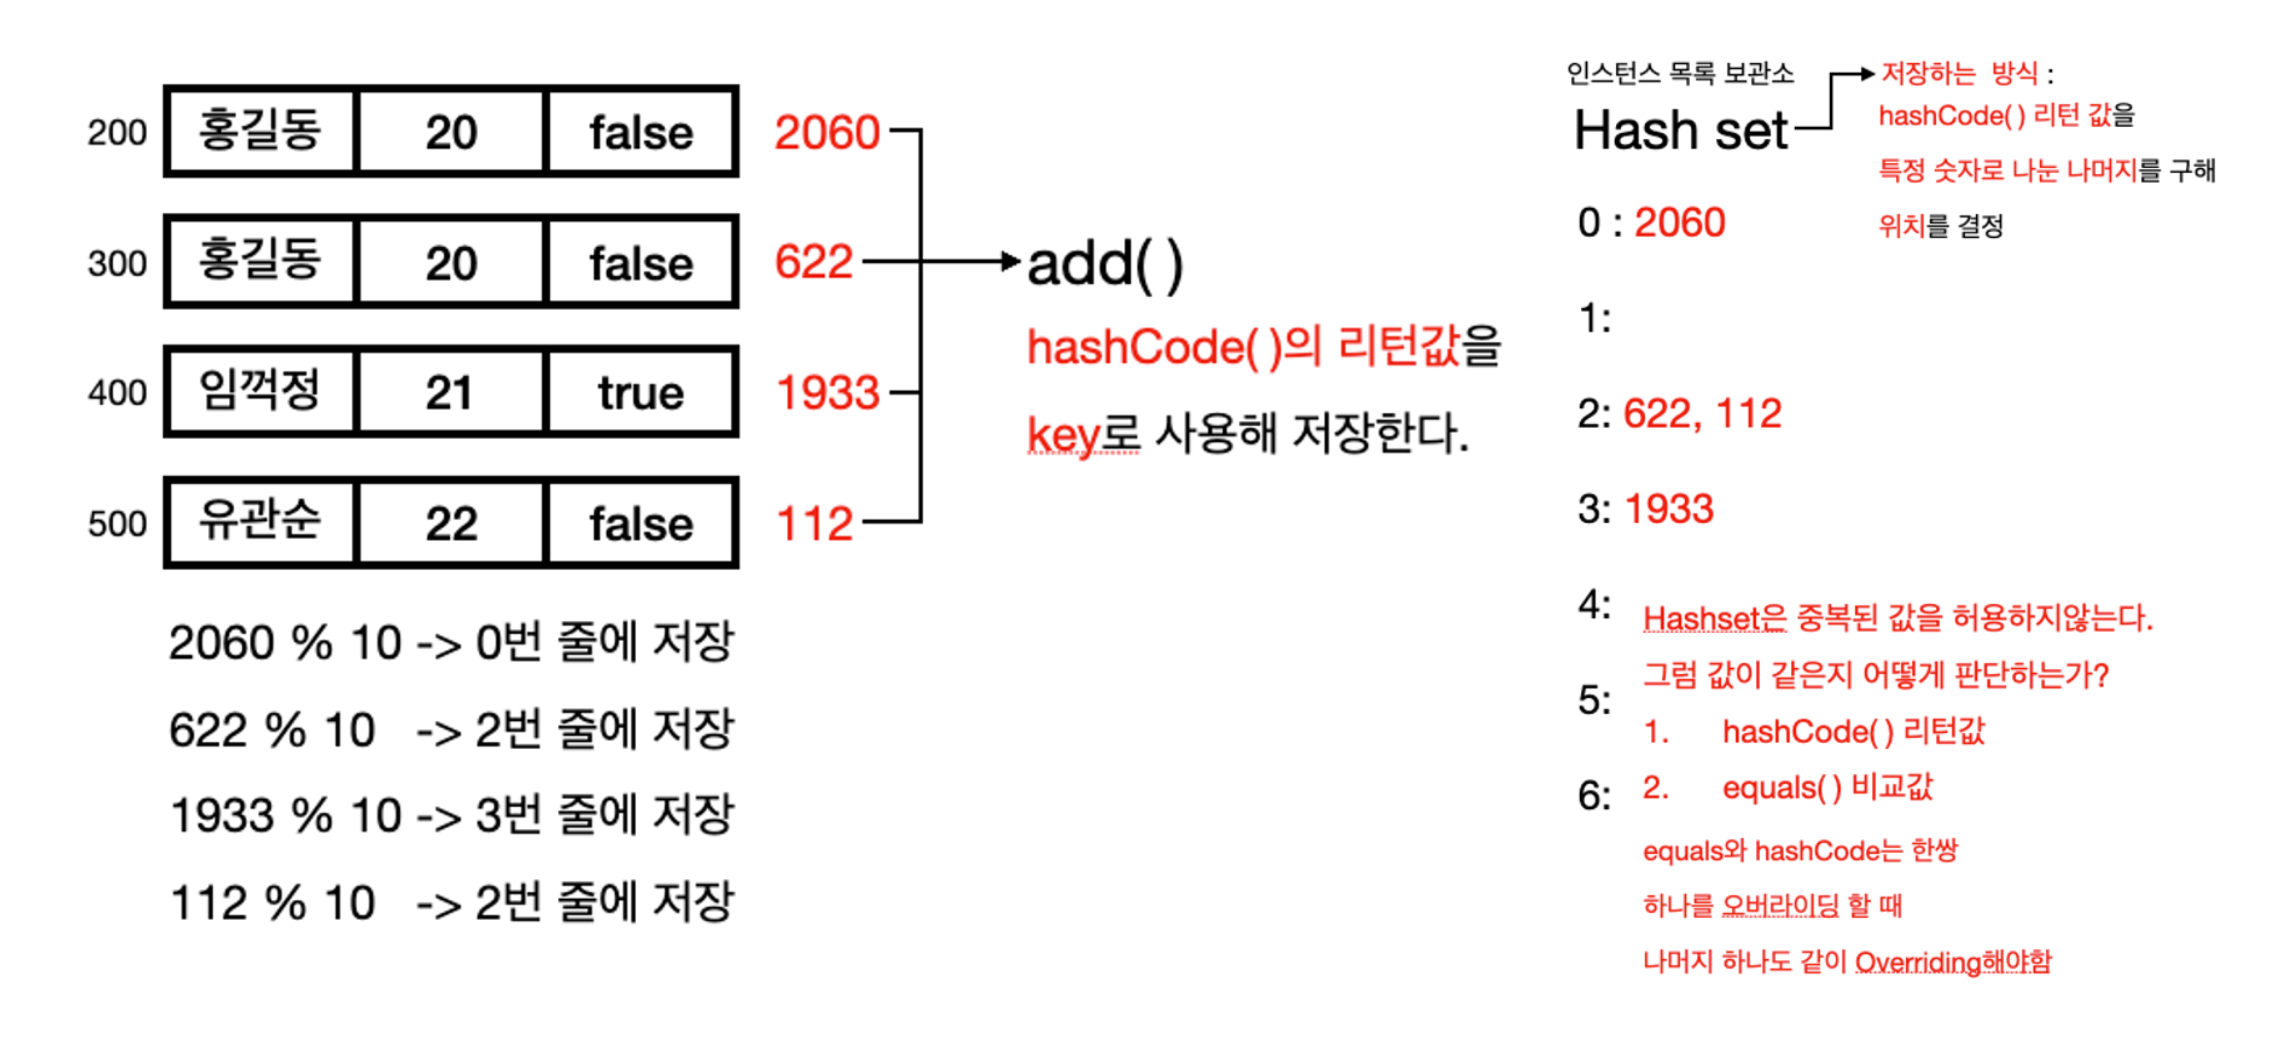 200 홍길동 20 false 2060
300 홍길동 20 false 622
400 임꺽정 21 true 1933
500 유관순 22 false 112
2060 % 10 -> 0번 줄에 저장
622 % 10 -> 2번 줄에 저장
1933 % 10 -> 3번 줄에 저장
112 % 10 -> 2번 줄에 저장
add( )
hashCode( )의 리턴값을
key로 사용해 저장한다.
인스턴스 목록 보관소
Hash set
저장하는 방식 :
hashCode( ) 리턴 값을
특정 숫자로 나눈 나머지를 구해
위치를 결정
0 : 2060
1:
2: 622, 112
3: 1933
4:
5:
6:
Hashset은 중복된 값을 허용하지않는다.
그럼 값이 같은지 어떻게 판단하는가?
1. hashCode( ) 리턴값
2. equals( ) 비교값
equals와 hashCode는 한쌍
하나를 오버라이딩 할 때
나머지 하나도 같이 Overriding해야함